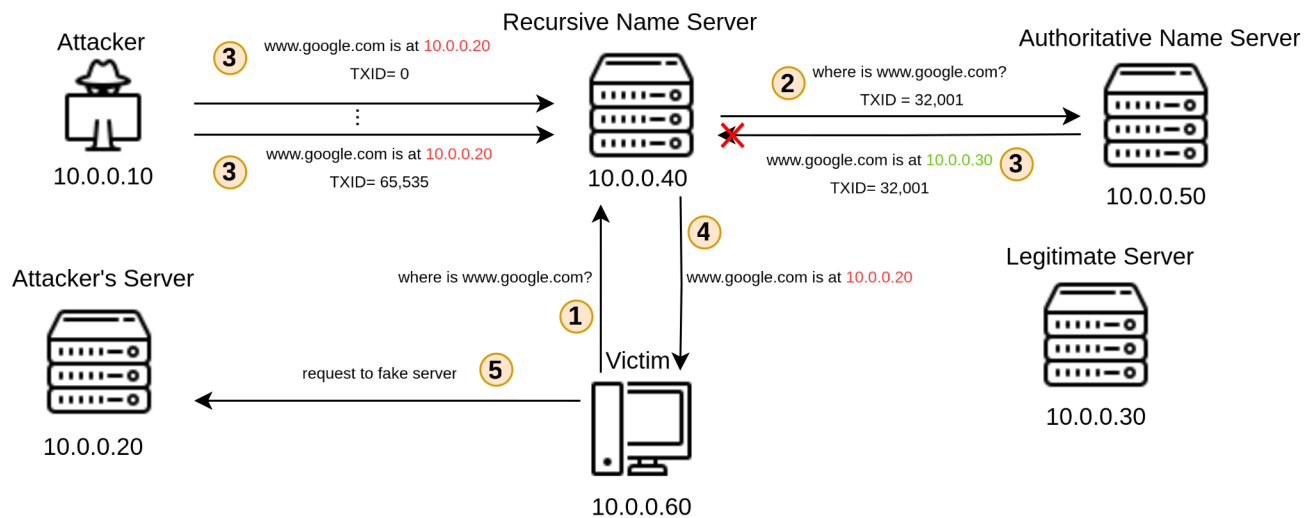 Recursive Name Server
Attacker
3
www.google.com is at 10.0.0.20
TXID= 0
⋮
www.google.com is at 10.0.0.20
3
TXID= 65,535
10.0.0.10
10.0.0.40
Authoritative Name Server
2
where is www.google.com?
TXID = 32,001
www.google.com is at 10.0.0.30
3
TXID= 32,001
10.0.0.50
4
Attacker's Server
where is www.google.com?
www.google.com is at 10.0.0.20
1
Legitimate Server
Victim
request to fake server
5
10.0.0.20
10.0.0.30
10.0.0.60